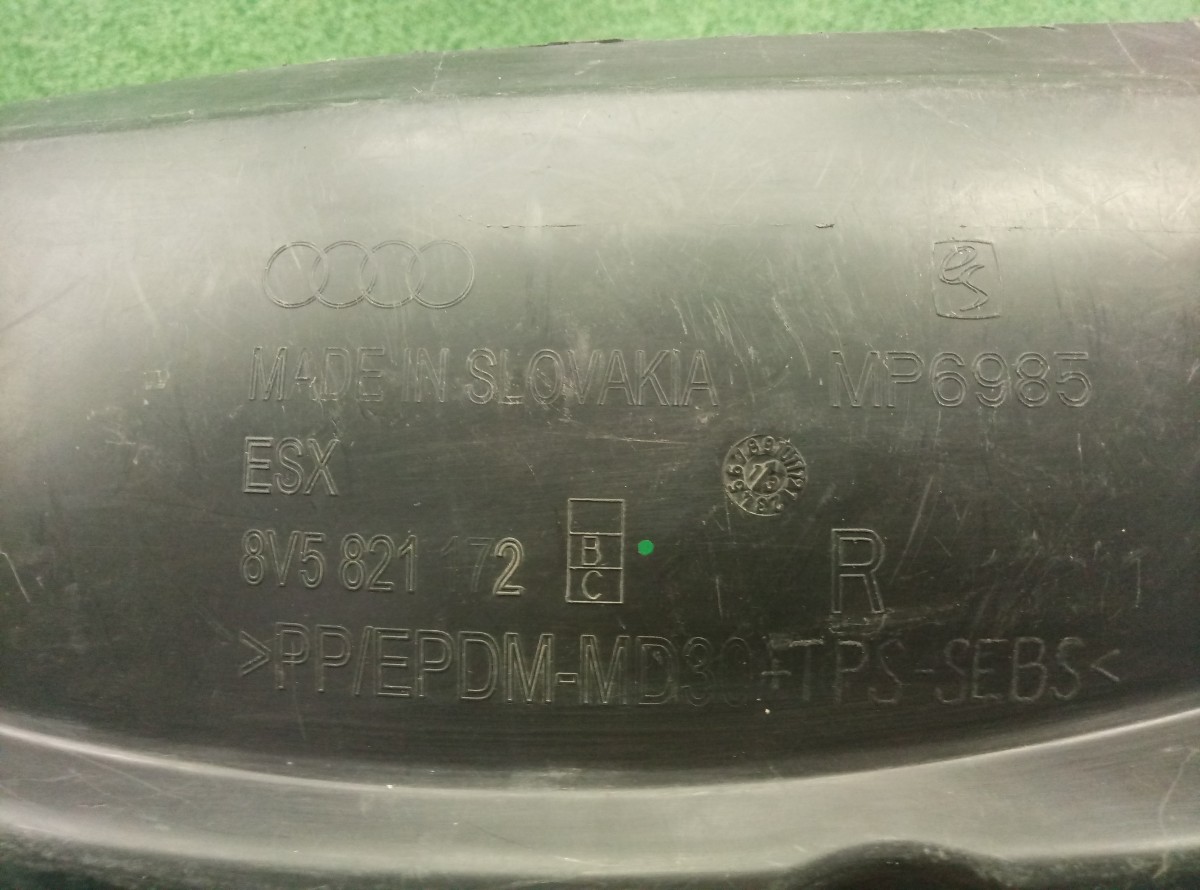 MADE IN SLOVAKIA MP6985
ESX
8V5 821 172 B C R
>PP/EPDM-MD30+TPS-SEBS<